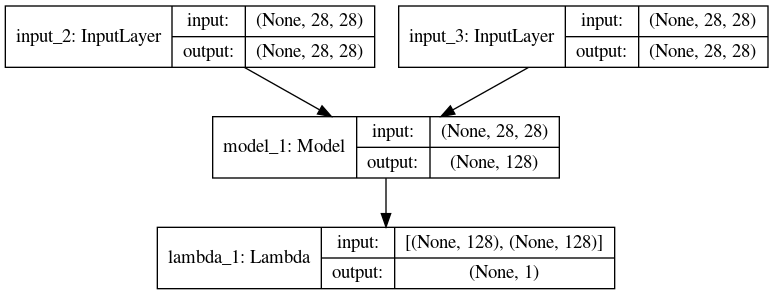 input_2: InputLayer
input: (None, 28, 28)
output: (None, 28, 28)
input_3: InputLayer
input: (None, 28, 28)
output: (None, 28, 28)
model_1: Model
input: (None, 28, 28)
output: (None, 128)
lambda_1: Lambda
input: [(None, 128), (None, 128)]
output: (None, 1)